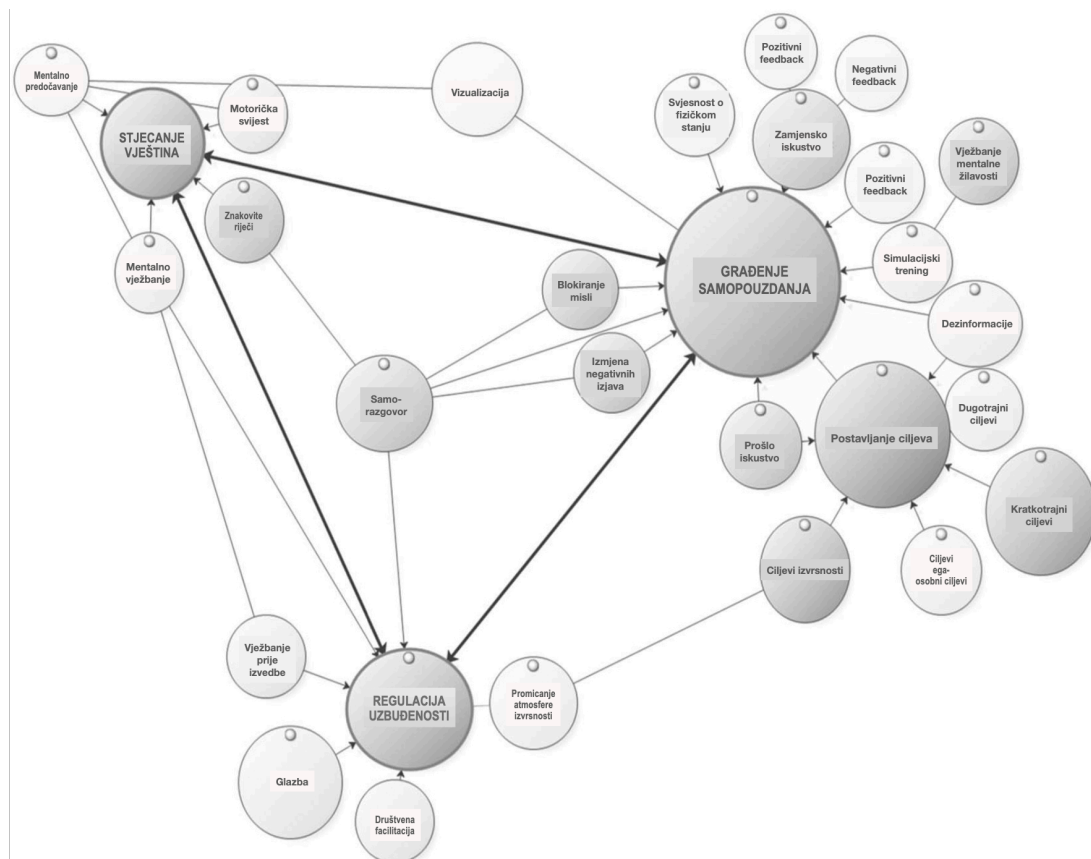 Mentalno
predočavanje
STJECANJE
VJEŠTINA
Motorička
svijest
Vizualizacija
Pozitivni
feedback
Negativni
feedback
Svjesnost o
fizičkom
stanju
Zamjensko
iskustvo
Vježbanje
mentalne
žilavosti
Pozitivni
feedback
Znakovite
riječi
Mentalno
vježbanje
Simulacijski
trening
GRAĐENJE
SAMOPOUZDANJA
Blokiranje
misli
Dezinformacije
Izmjena
negativnih
izjava
Samo-
razgovor
Dugotrajni
ciljevi
Prošlo
iskustvo
Postavljanje ciljeva
Kratkotrajni
ciljevi
Ciljevi izvrsnosti
Ciljevi
ega-
osobni ciljevi
Vježbanje
prije
izvedbe
REGULACIJA
UZBUĐENOSTI
Promicanje
atmosfere
izvrsnosti
Glazba
Društvena
facilitacija